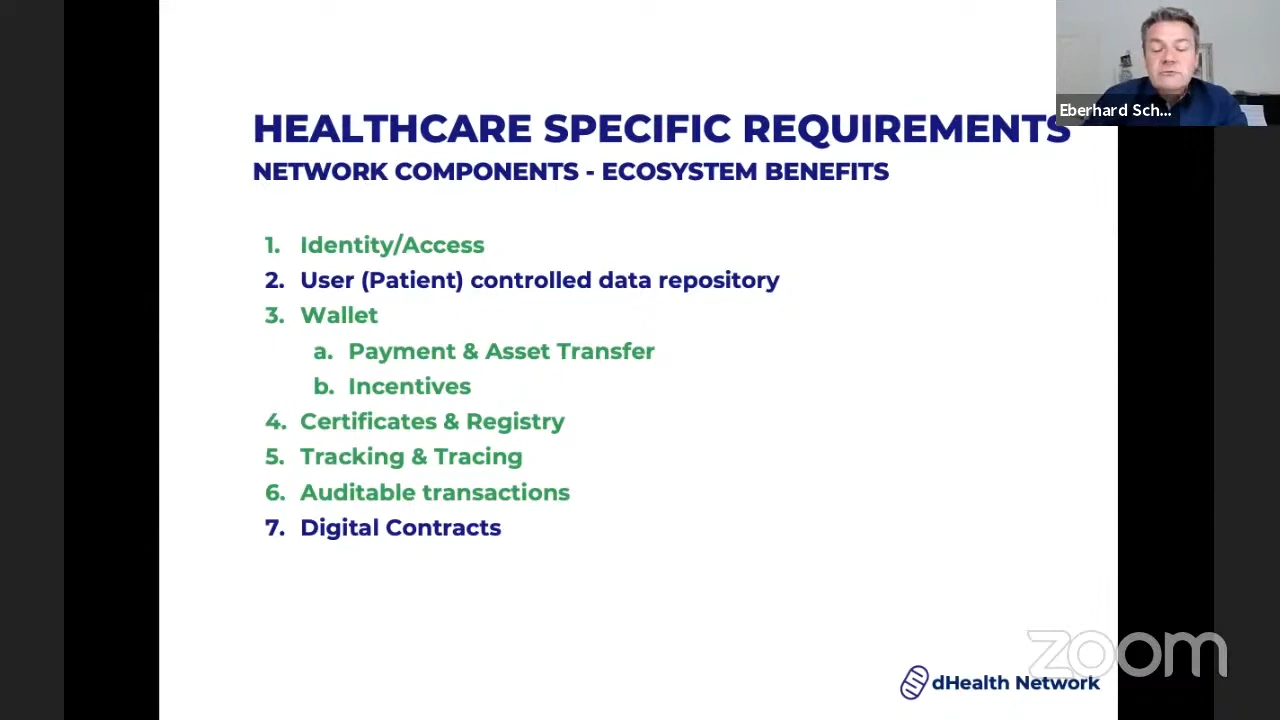 HEALTHCARE SPECIFIC REQUIREMENTS
NETWORK COMPONENTS - ECOSYSTEM BENEFITS
Eberhard Sch...
1. Identity/Access
2. User (Patient) controlled data repository
3. Wallet
a. Payment & Asset Transfer
b. Incentives
4. Certificates & Registry
5. Tracking & Tracing
6. Auditable transactions
7. Digital Contracts
zoom
dHealth Network